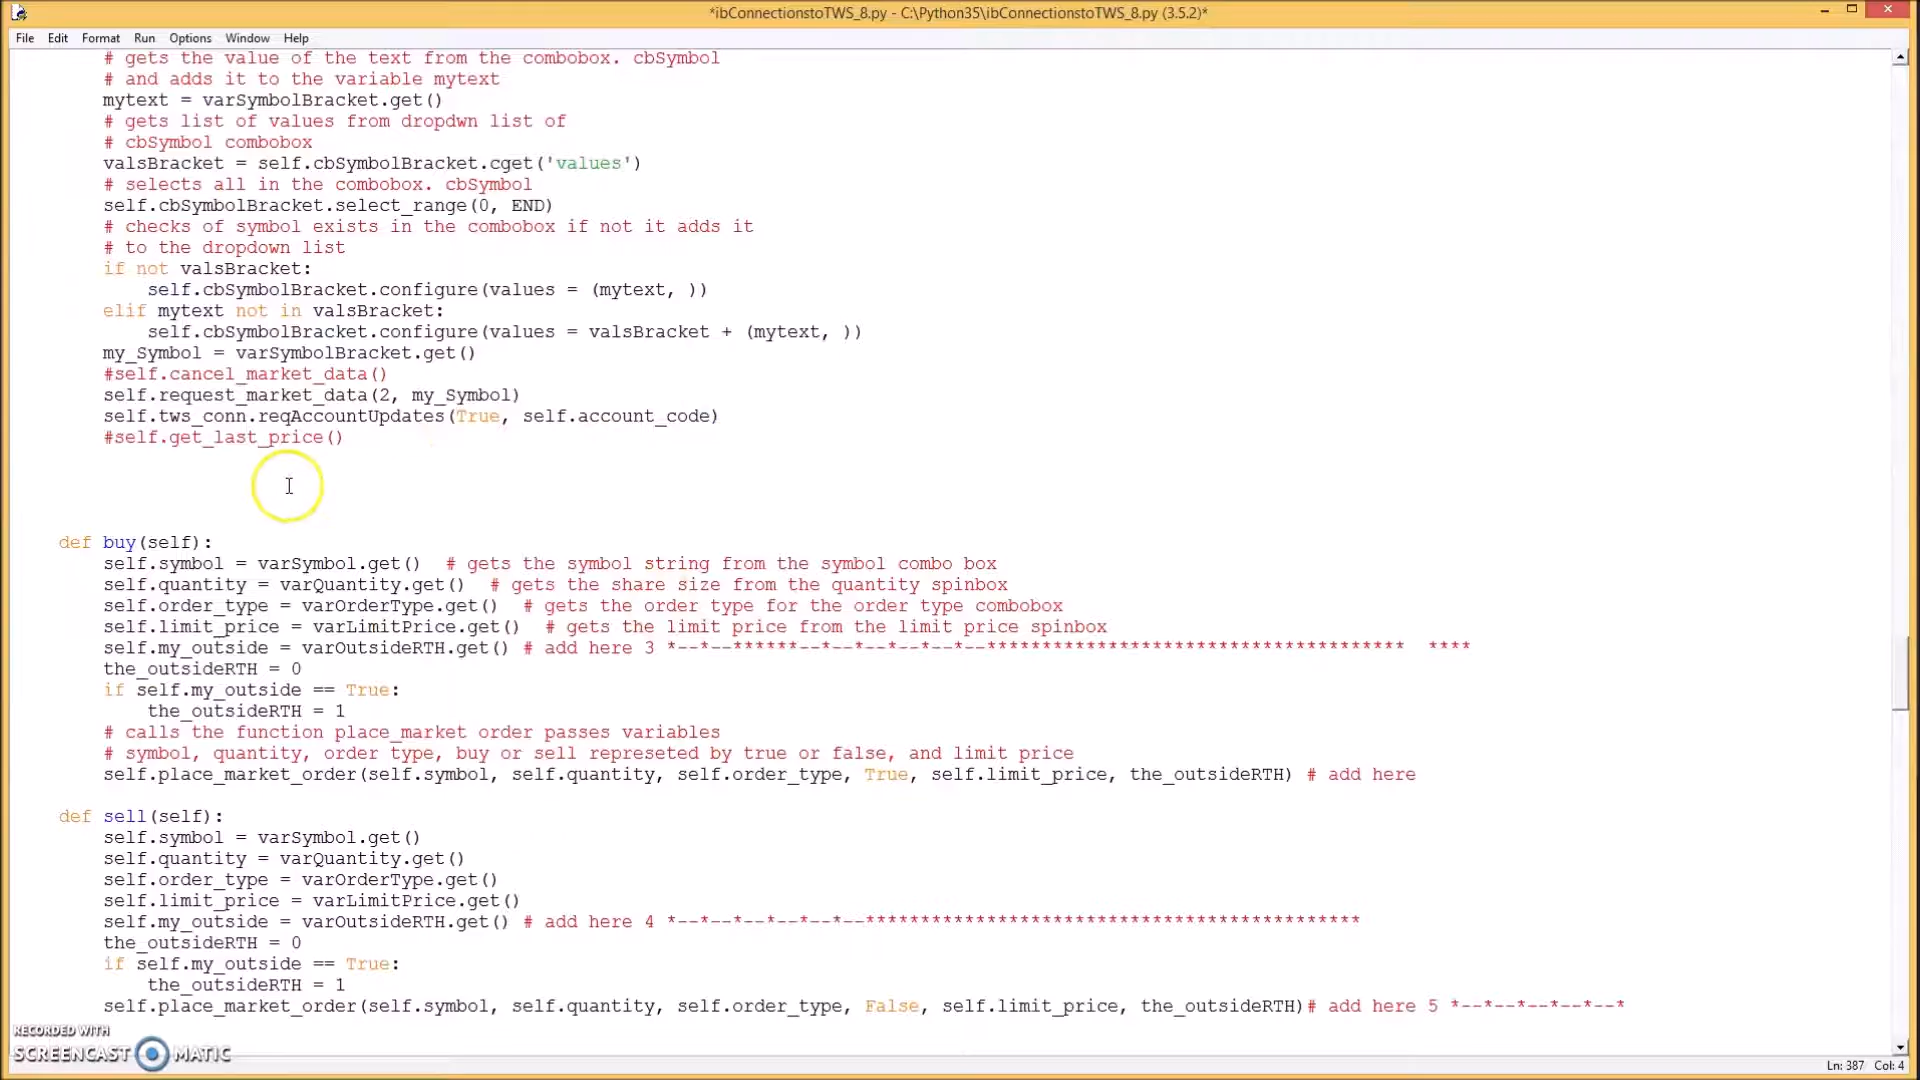 *ibConnectionstoTWS_8.py - C:\Python35\ibConnectionstoTWS_8.py (3.5.2)*
File Edit Format Run Options Window Help
# gets the value of the text from the combobox. cbSymbol
# and adds it to the variable mytext
mytext = varSymbolBracket.get()
# gets list of values from dropdwn list of
# cbSymbol combobox
valsBracket = self.cbSymbolBracket.cget('values')
# selects all in the combobox. cbSymbol
self.cbSymbolBracket.select_range(0, END)
# checks of symbol exists in the combobox if not it adds it
# to the dropdown list
if not valsBracket:
self.cbSymbolBracket.configure(values = (mytext, ))
elif mytext not in valsBracket:
self.cbSymbolBracket.configure(values = valsBracket + (mytext, ))
my_Symbol = varSymbolBracket.get()
#self.cancel_market_data()
self.request_market_data(2, my_Symbol)
self.tws_conn.reqAccountUpdates(True, self.account_code)
#self.get_last_price()
def buy(self):
self.symbol = varSymbol.get()  # gets the symbol string from the symbol combo box
self.quantity = varQuantity.get()  # gets the share size from the quantity spinbox
self.order_type = varOrderType.get()  # gets the order type for the order type combobox
self.limit_price = varLimitPrice.get()  # gets the limit price from the limit price spinbox
self.my_outside = varOutsideRTH.get() # add here 3 *--*--******--*--*--*--*--**************************************  ****
the_outsideRTH = 0
if self.my_outside == True:
the_outsideRTH = 1
# calls the function place_market order passes variables
# symbol, quantity, order type, buy or sell represeted by true or false, and limit price
self.place_market_order(self.symbol, self.quantity, self.order_type, True, self.limit_price, the_outsideRTH) # add here
def sell(self):
self.symbol = varSymbol.get()
self.quantity = varQuantity.get()
self.order_type = varOrderType.get()
self.limit_price = varLimitPrice.get()
self.my_outside = varOutsideRTH.get() # add here 4 *--*--*--*--*--*--*********************************************
the_outsideRTH = 0
if self.my_outside == True:
the_outsideRTH = 1
self.place_market_order(self.symbol, self.quantity, self.order_type, False, self.limit_price, the_outsideRTH)# add here 5 *--*--*--*--*--*
RECORDED WITH
SCREENCAST MATIC
Ln: 387 Col: 4